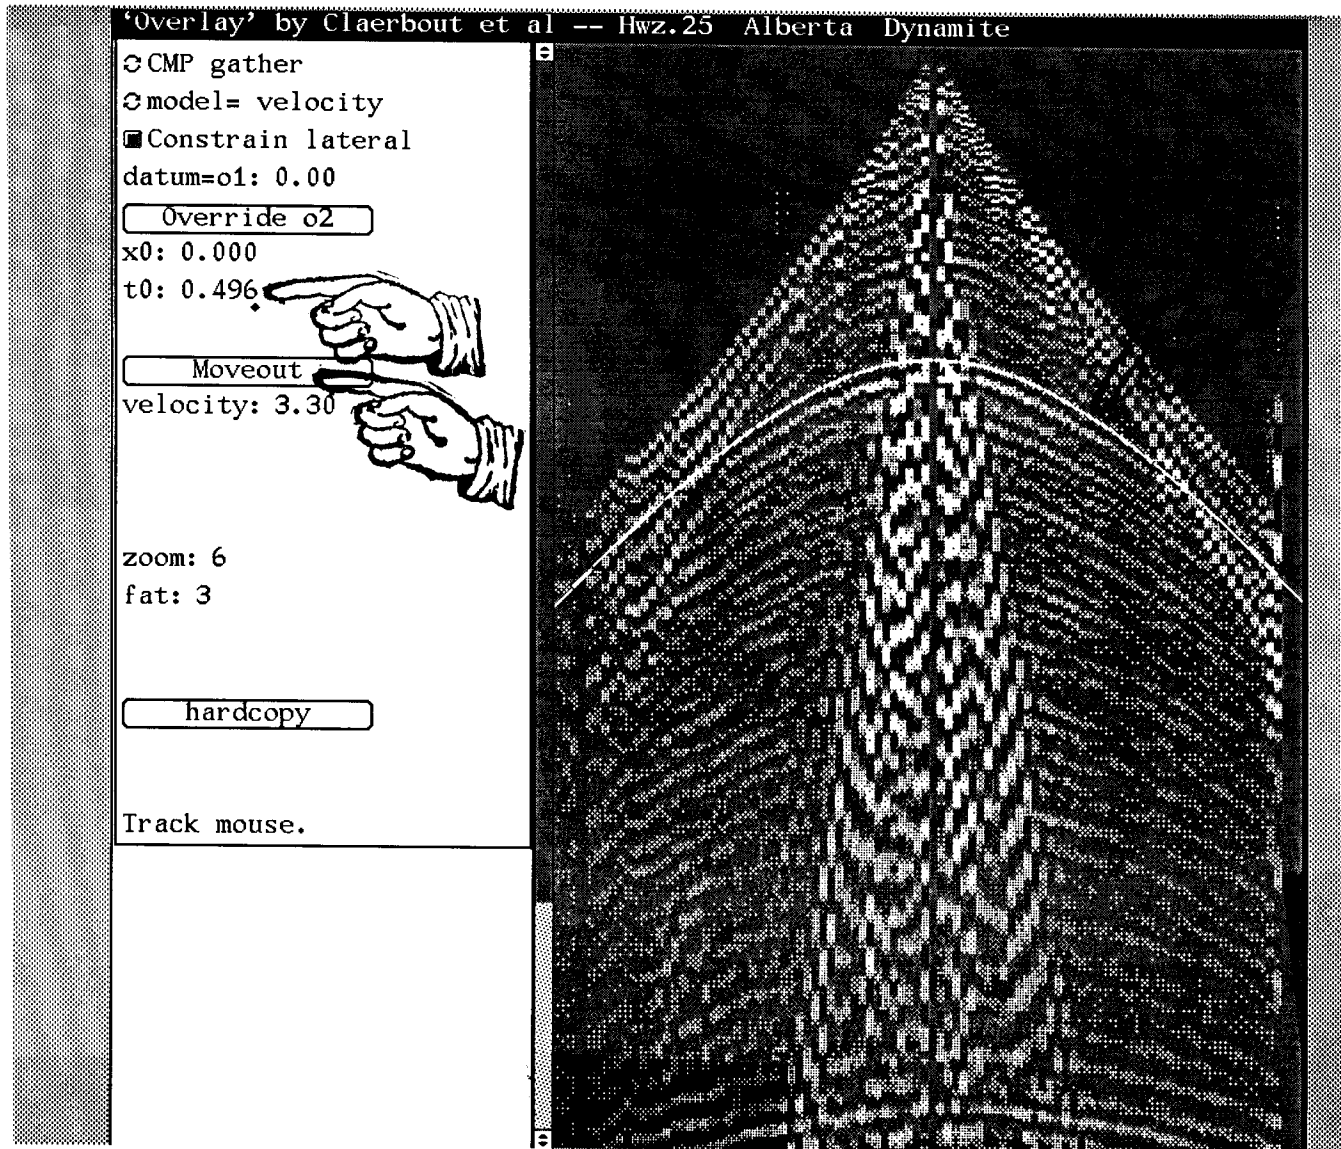 ‘Overlay’ by Claerbout et al -- Hwz.25 Alberta Dynamite
CMP gather
model= velocity
Constrain lateral
datum=o1: 0.00
Override o2
x0: 0.000
t0: 0.496
Moveout
velocity: 3.30
zoom: 6
fat: 3
hardcopy
Track mouse.